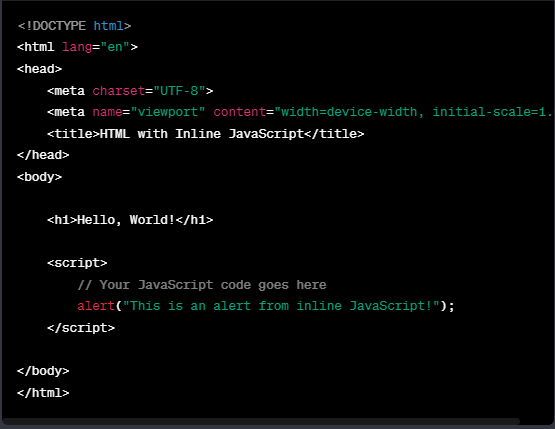 <!DOCTYPE html>
<html lang="en">
<head>
    <meta charset="UTF-8">
    <meta name="viewport" content="width=device-width, initial-scale=1.
    <title>HTML with Inline JavaScript</title>
</head>
<body>

    <h1>Hello, World!</h1>

    <script>
        // Your JavaScript code goes here
        alert("This is an alert from inline JavaScript!");
    </script>

</body>
</html>